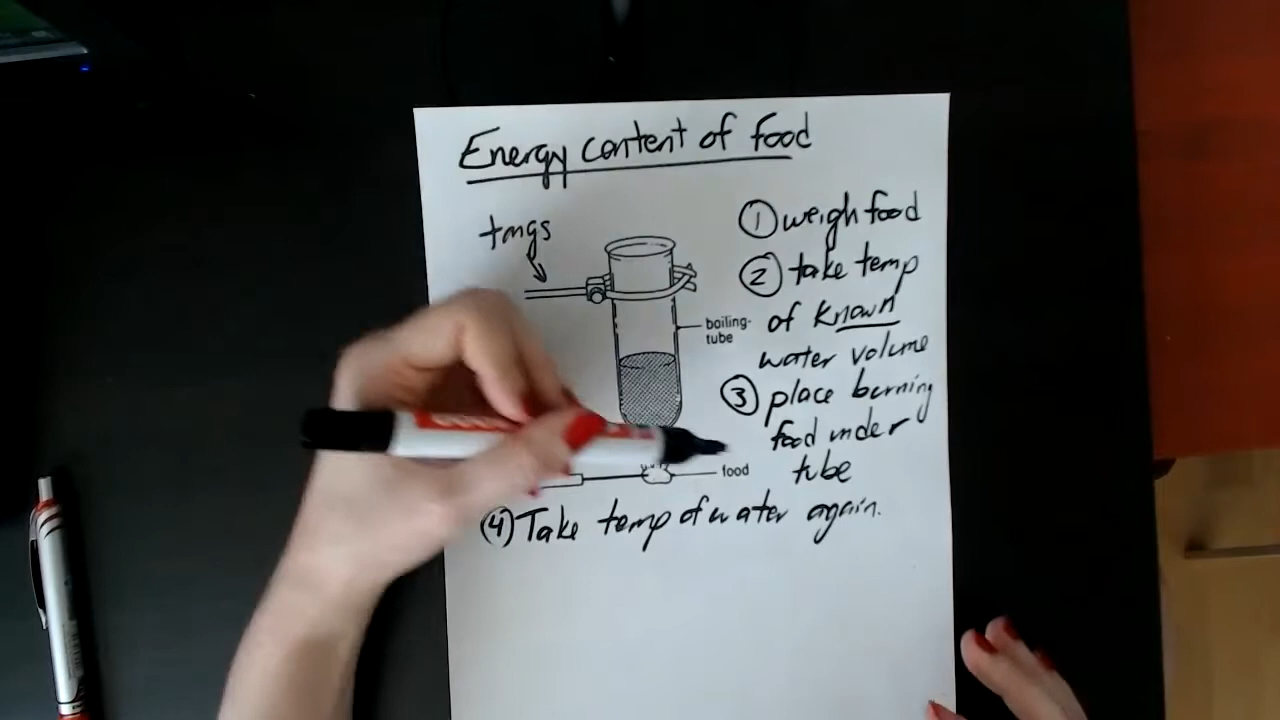 Energy content of food
tongs
① weigh food
② take temp
of known
water volume
③ place burning
food under
tube
boiling-
tube
food
④ Take temp of water again.